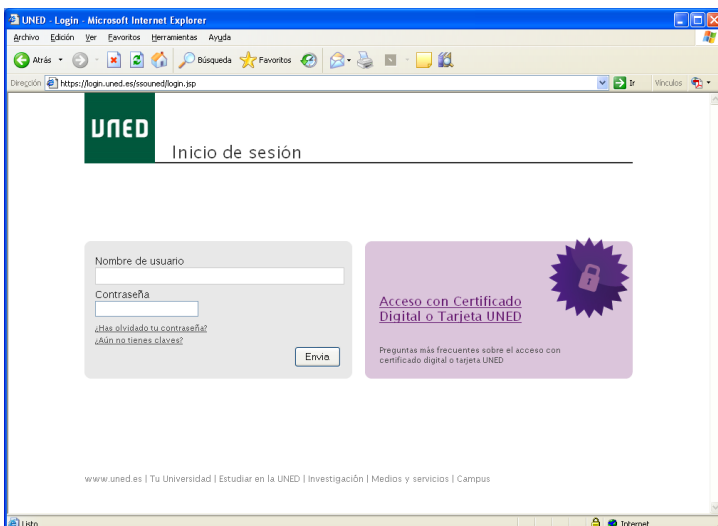 UNED - Login - Microsoft Internet Explorer
Archivo Edición Ver Favoritos Herramientas Ayuda
Atrás Búsqueda Favoritos
Dirección https://login.uned.es/ssouned/login.jsp Ir Vínculos
UNED
Inicio de sesión
Nombre de usuario
Contraseña
¿Has olvidado tu contraseña?
¿Aún no tienes claves?
Envia
Acceso con Certificado
Digital o Tarjeta UNED
Preguntas más frecuentes sobre el acceso con
certificado digital o tarjeta UNED
www.uned.es | Tu Universidad | Estudiar en la UNED | Investigación | Medios y servicios | Campus
Listo Internet